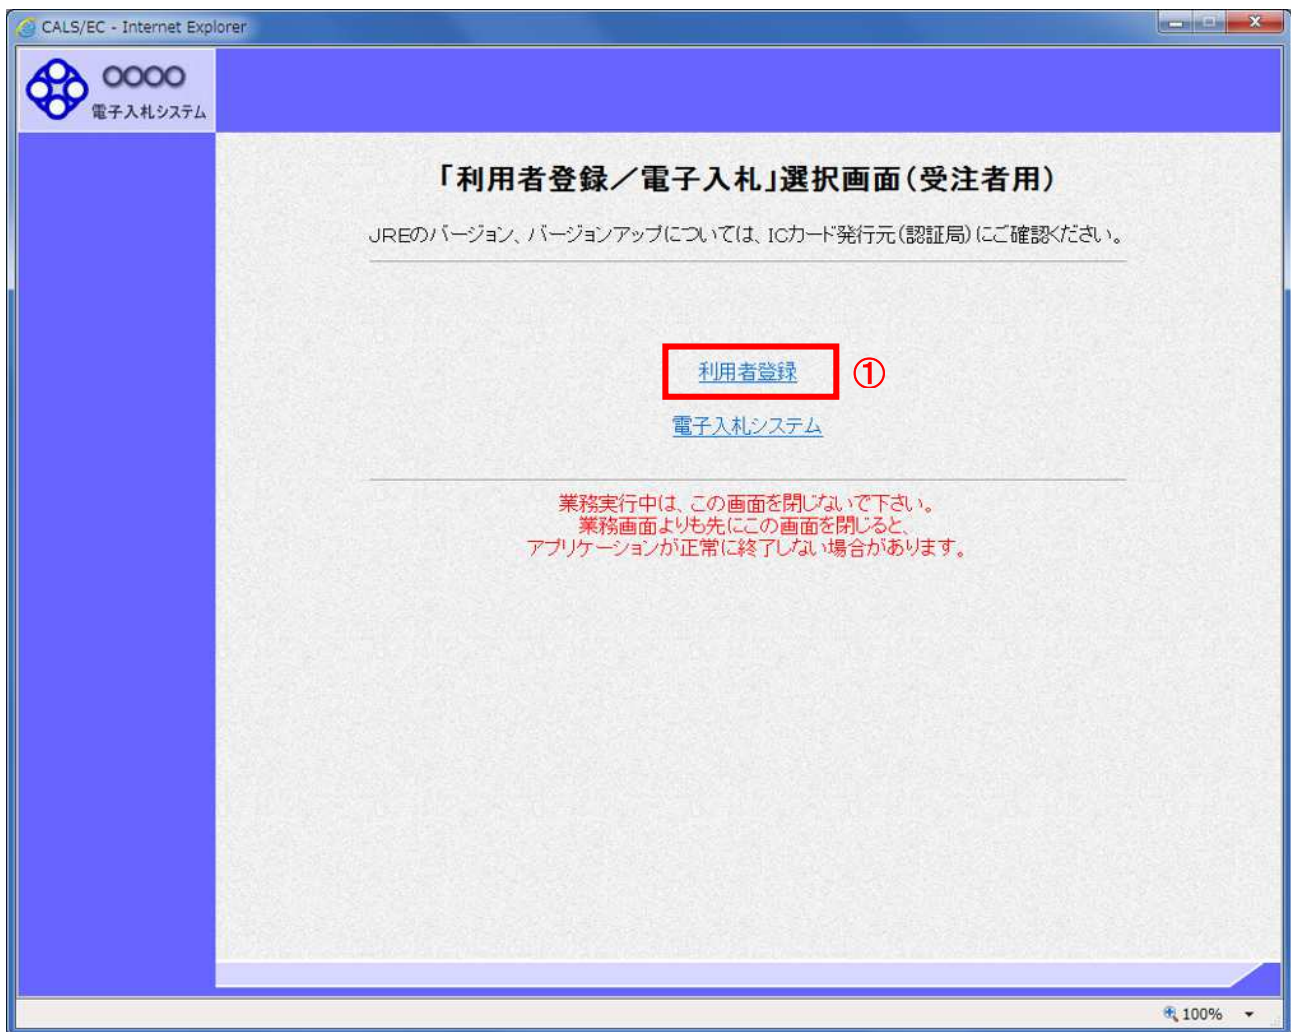 CALS/EC - Internet Explorer
○○○○
電子入札システム
「利用者登録／電子入札」選択画面(受注者用)
JREのバージョン、バージョンアップについては、ICカード発行元(認証局)にご確認ください。
利用者登録 ①
電子入札システム
業務実行中は、この画面を閉じないで下さい。
業務画面よりも先にこの画面を閉じると、
アプリケーションが正常に終了しない場合があります。
100%